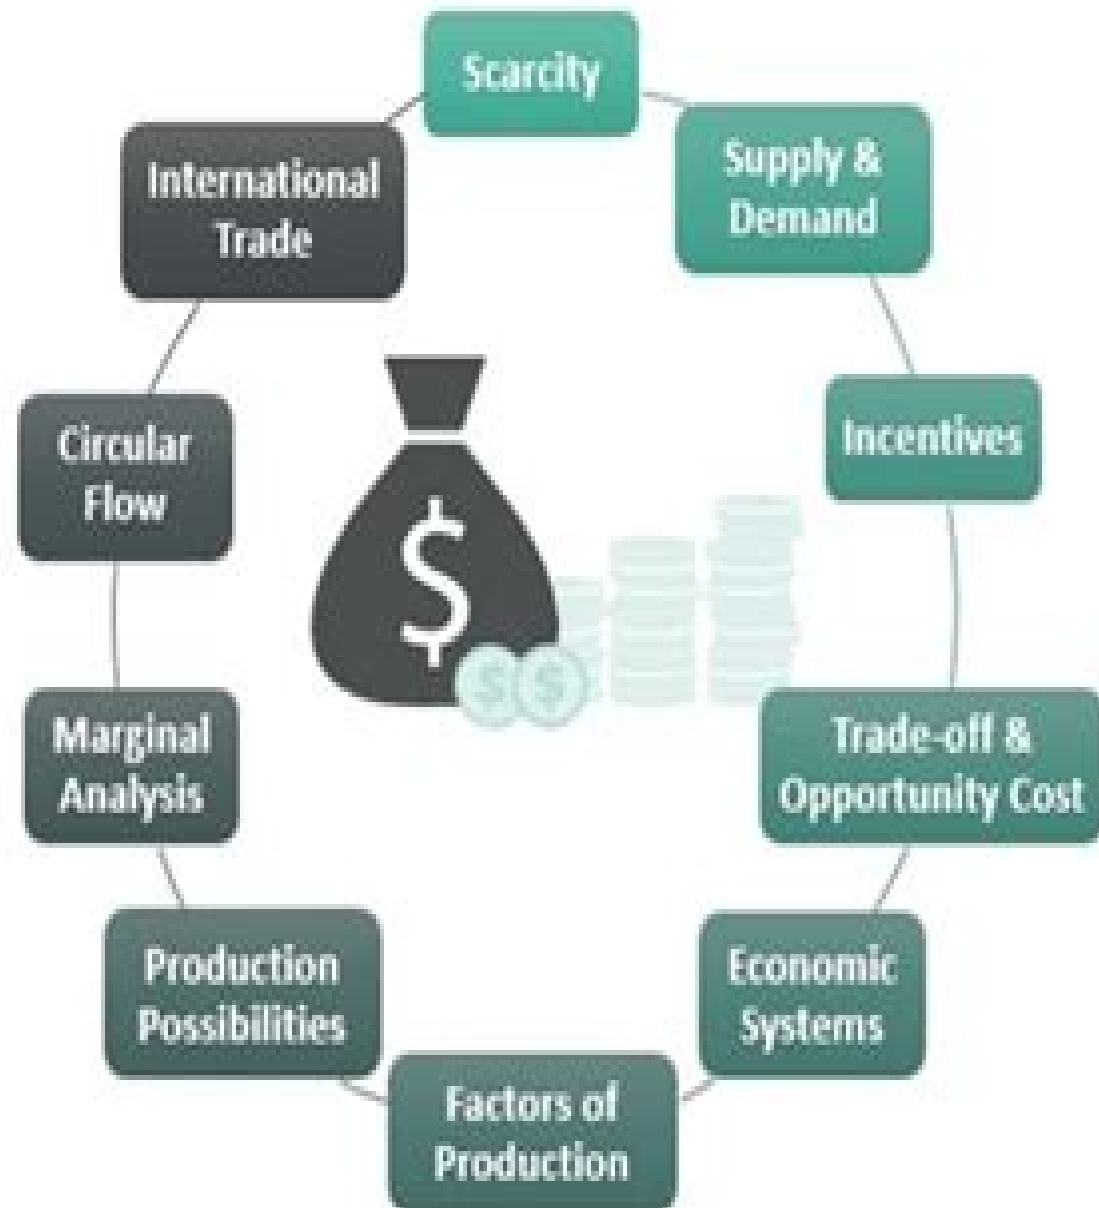 Scarcity
Supply &
Demand
Incentives
Trade-off &
Opportunity Cost
Economic
Systems
Factors of
Production
Production
Possibilities
Marginal
Analysis
Circular
Flow
International
Trade
$
$ $